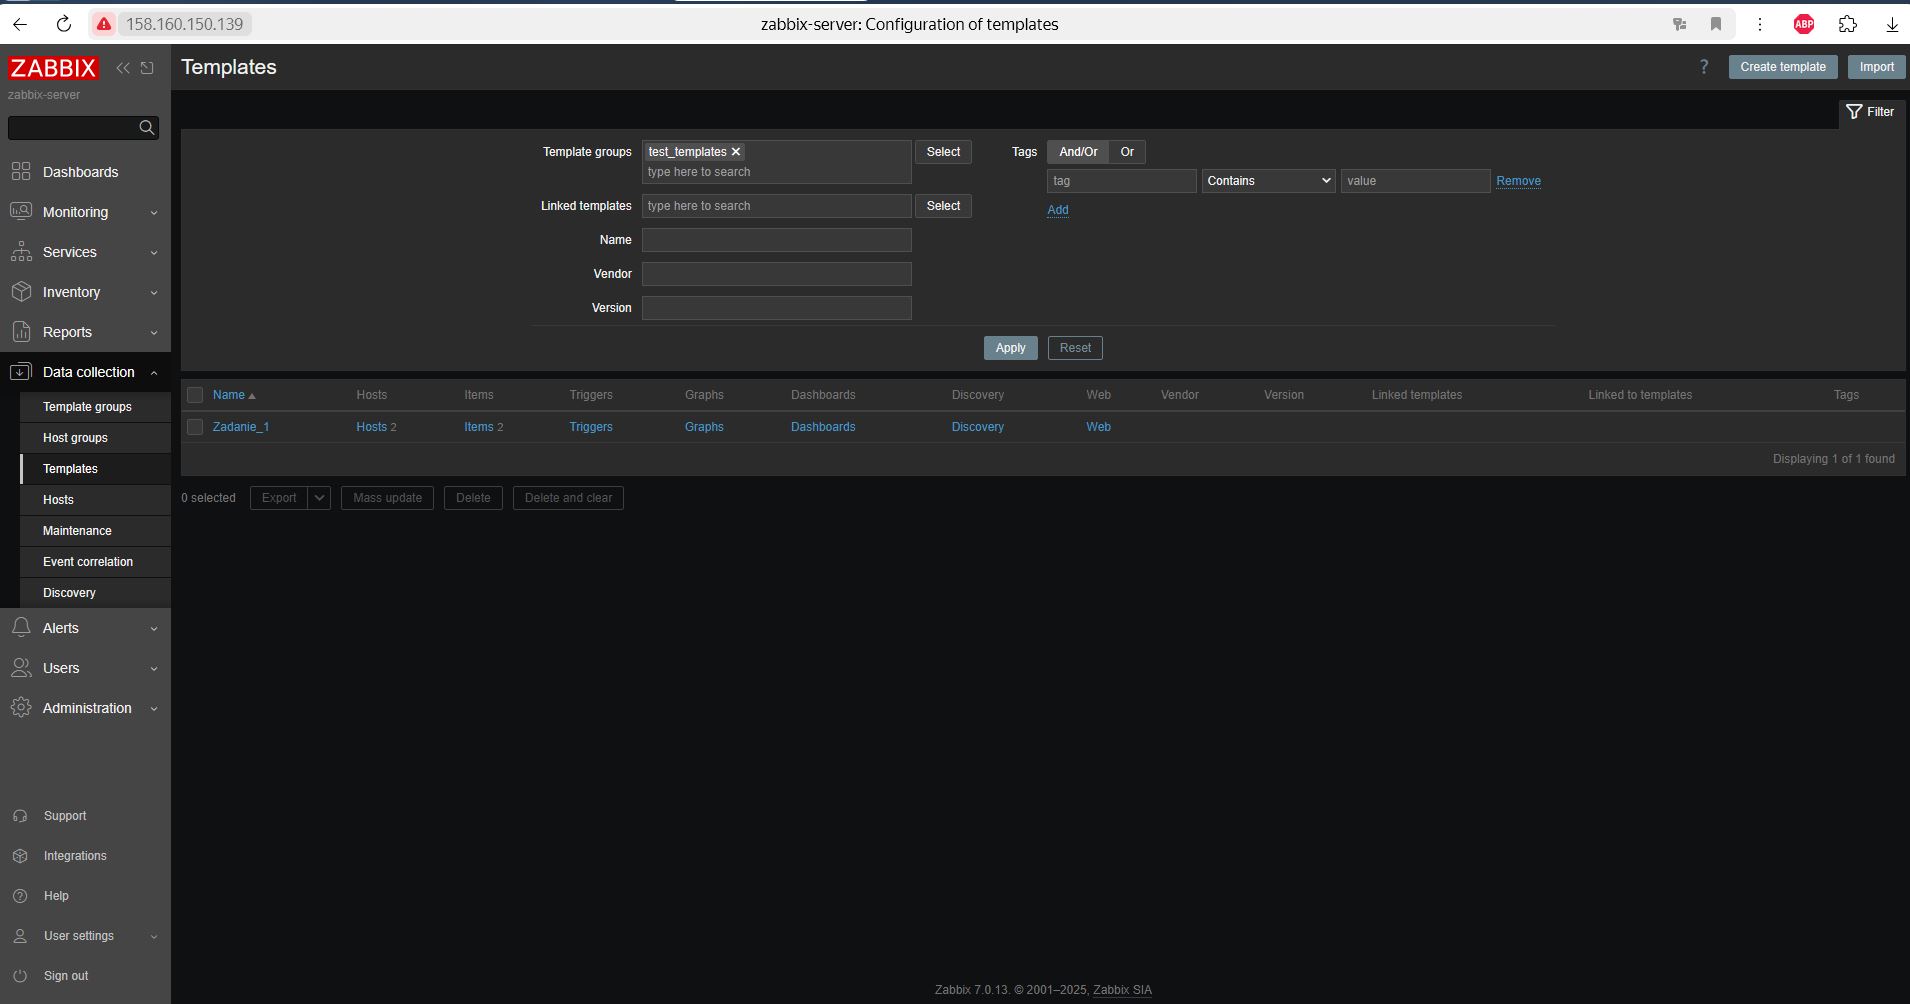 158.160.150.139
zabbix-server: Configuration of templates
ABP
ZABBIX
zabbix-server
Dashboards
Monitoring
Services
Inventory
Reports
Data collection
Template groups
Host groups
Templates
Hosts
Maintenance
Event correlation
Discovery
Alerts
Users
Administration
Support
Integrations
Help
User settings
Sign out
Templates
? Create template Import
Filter
Template groups test_templates Select
type here to search
Linked templates type here to search Select
Name
Vendor
Version
Tags And/Or Or
tag Contains value Remove
Add
Apply Reset
Name Hosts Items Triggers Graphs Dashboards Discovery Web Vendor Version Linked templates Linked to templates Tags
Zadanie_1 Hosts 2 Items 2 Triggers Graphs Dashboards Discovery Web
Displaying 1 of 1 found
0 selected Export Mass update Delete Delete and clear
Zabbix 7.0.13. © 2001–2025, Zabbix SIA